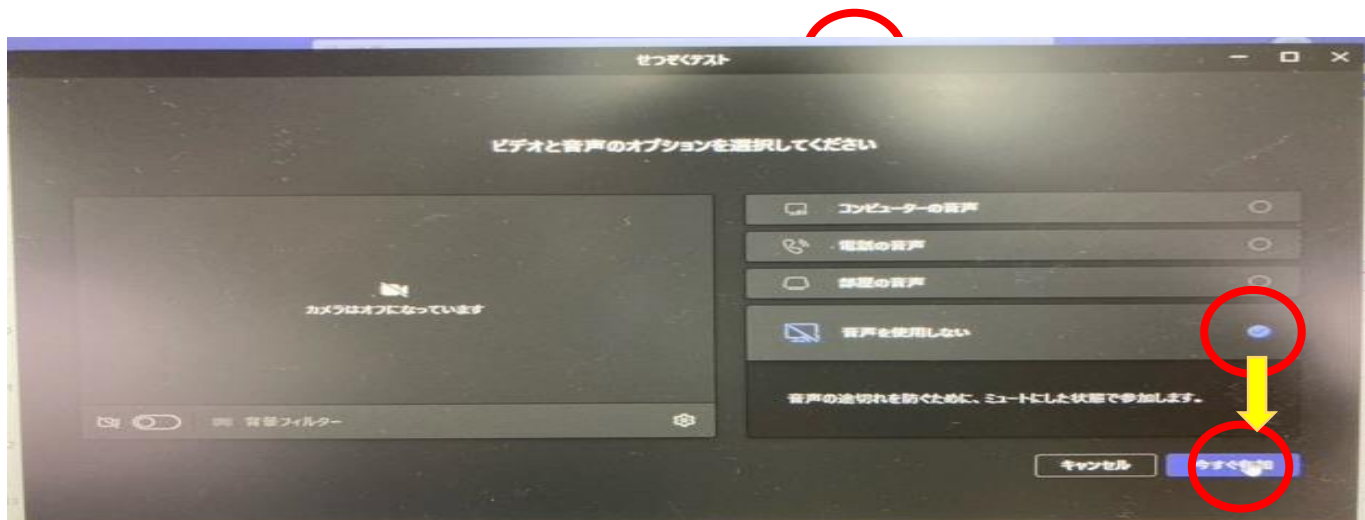 せつぞくテスト
ビデオと音声のオプションを選択してください
コンピューターの音声
電話の音声
部屋の音声
カメラはオフになっています
音声を使用しない
音声の途切れを防ぐために、ミュートにした状態で参加します。
背景フィルター
キャンセル
今すぐ参加